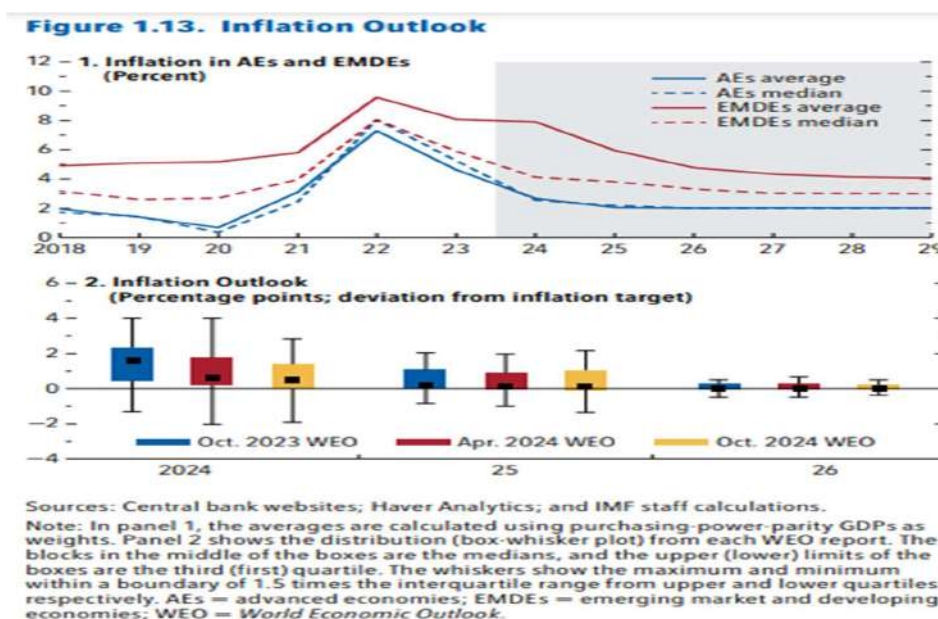 Figure 1.13. Inflation Outlook
12 – 1. Inflation in AEs and EMDEs
(Percent)
AEs average
10 –
AEs median
EMDEs average
8 –
EMDEs median
6 –
4 –
2 –
0
2018 19 20 21 22 23 24 25 26 27 28 29
6 – 2. Inflation Outlook
(Percentage points; deviation from inflation target)
4 –
2 –
0
−2 –
Oct. 2023 WEO Apr. 2024 WEO Oct. 2024 WEO
−4
2024 25 26
Sources: Central bank websites; Haver Analytics; and IMF staff calculations.
Note: In panel 1, the averages are calculated using purchasing-power-parity GDPs as
weights. Panel 2 shows the distribution (box-whisker plot) from each WEO report. The
blocks in the middle of the boxes are the medians, and the upper (lower) limits of the
boxes are the third (first) quartile. The whiskers show the maximum and minimum
within a boundary of 1.5 times the interquartile range from upper and lower quartiles
respectively. AEs = advanced economies; EMDEs = emerging market and developing
economies; WEO = World Economic Outlook.